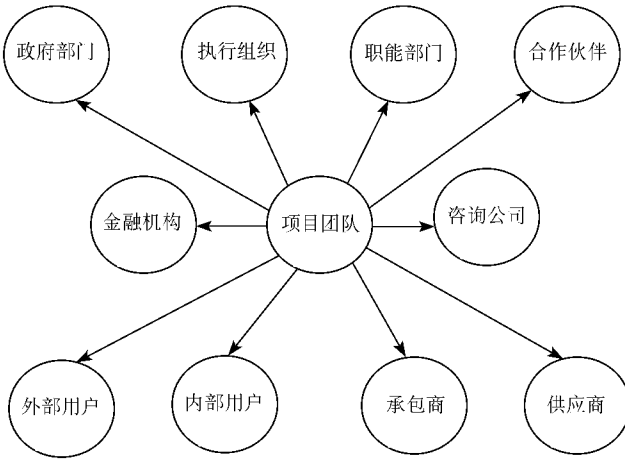 政府部门
执行组织
职能部门
合作伙伴
金融机构
项目团队
咨询公司
外部用户
内部用户
承包商
供应商